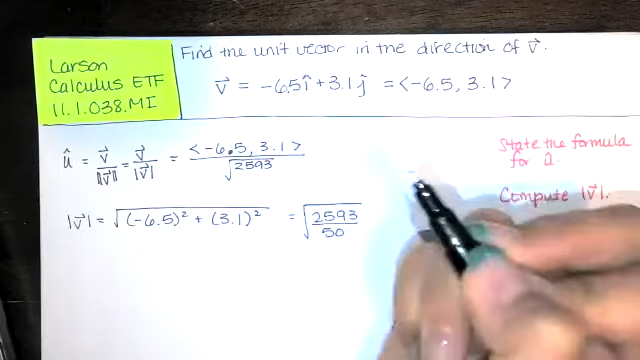 Larson
Calculus ETF
11.1.038.MI
Find the unit vector in the direction of v⃗.
v⃗ = -6.5î + 3.1ĵ = <-6.5, 3.1>
û = v⃗/||v⃗|| = v⃗/|v⃗| = <-6.5, 3.1>/√2593
|v⃗| = √((-6.5)² + (3.1)²) = √(2593/50)
State the formula
for û.
Compute |v⃗|.